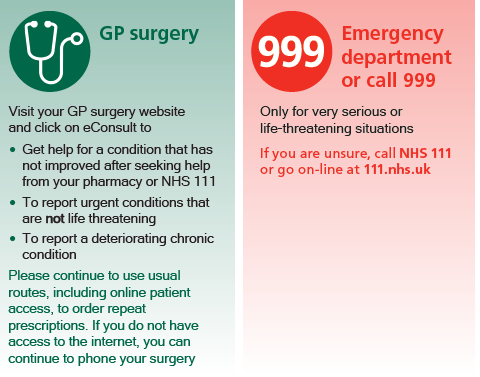 GP surgery
Visit your GP surgery website
and click on eConsult to
• Get help for a condition that has
not improved after seeking help
from your pharmacy or NHS 111
• To report urgent conditions that
are not life threatening
• To report a deteriorating chronic
condition
Please continue to use usual
routes, including online patient
access, to order repeat
prescriptions. If you do not have
access to the internet, you can
continue to phone your surgery
999
Emergency
department
or call 999
Only for very serious or
life-threatening situations
If you are unsure, call NHS 111
or go on-line at 111.nhs.uk